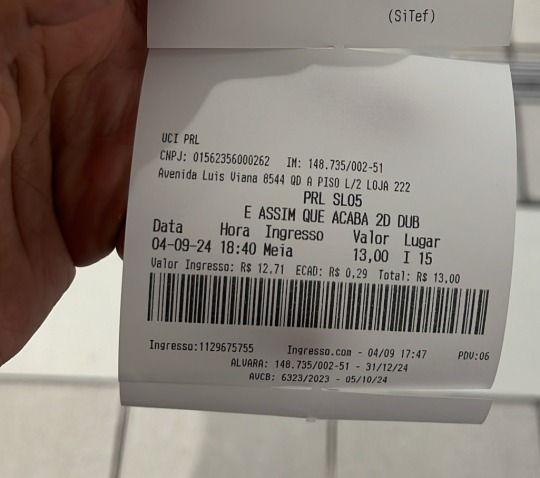 (SiTef)
UCI PRL
CNPJ: 01562356000262 IM: 148.735/002-51
Avenida Luis Viana 8544 QD A PISO L/2 LOJA 222
PRL SL05
E ASSIM QUE ACABA 2D DUB
Data Hora Ingresso Valor Lugar
04-09-24 18:40 Meia 13,00 I 15
Valor Ingresso: R$ 12,71 ECAD: R$ 0,29 Total: R$ 13,00
Ingresso:1129675755 Ingresso.com - 04/09 17:47 PDV:06
ALVARA: 148.735/002-51 - 31/12/24
AVCB: 6323/2023 - 05/10/24